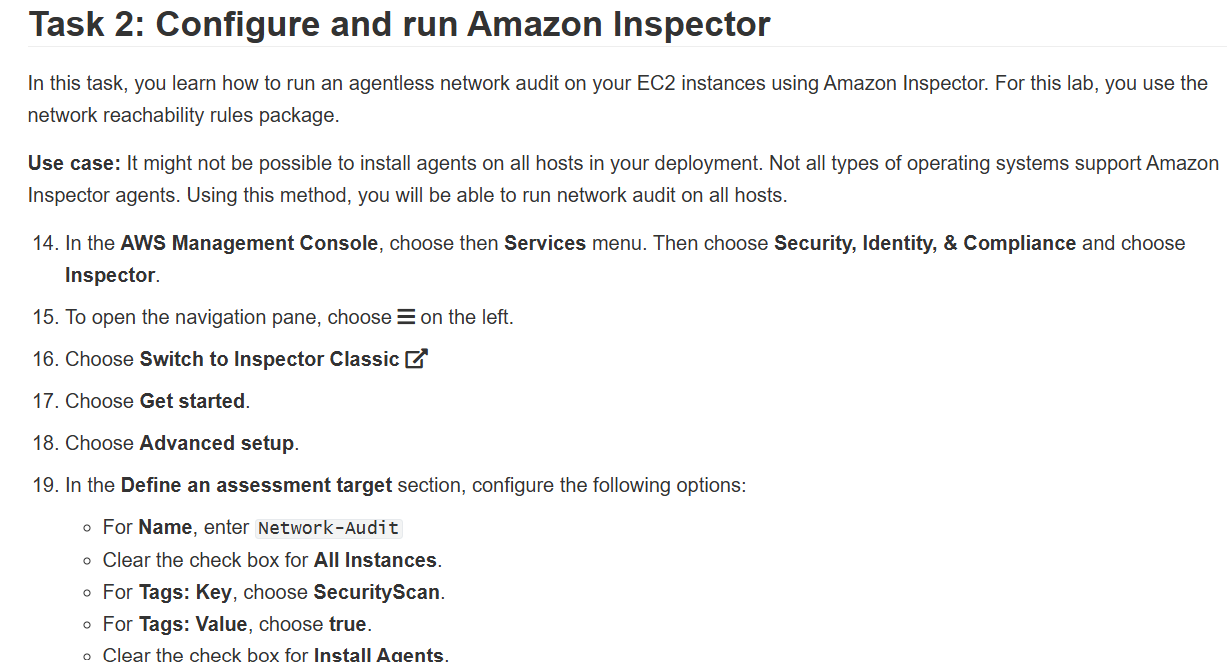 Task 2: Configure and run Amazon Inspector
In this task, you learn how to run an agentless network audit on your EC2 instances using Amazon Inspector. For this lab, you use the
network reachability rules package.
Use case: It might not be possible to install agents on all hosts in your deployment. Not all types of operating systems support Amazon
Inspector agents. Using this method, you will be able to run network audit on all hosts.
14. In the AWS Management Console, choose then Services menu. Then choose Security, Identity, & Compliance and choose
Inspector.
15. To open the navigation pane, choose ☰ on the left.
16. Choose Switch to Inspector Classic
17. Choose Get started.
18. Choose Advanced setup.
19. In the Define an assessment target section, configure the following options:
◦ For Name, enter Network-Audit
◦ Clear the check box for All Instances.
◦ For Tags: Key, choose SecurityScan.
◦ For Tags: Value, choose true.
◦ Clear the check box for Install Agents.